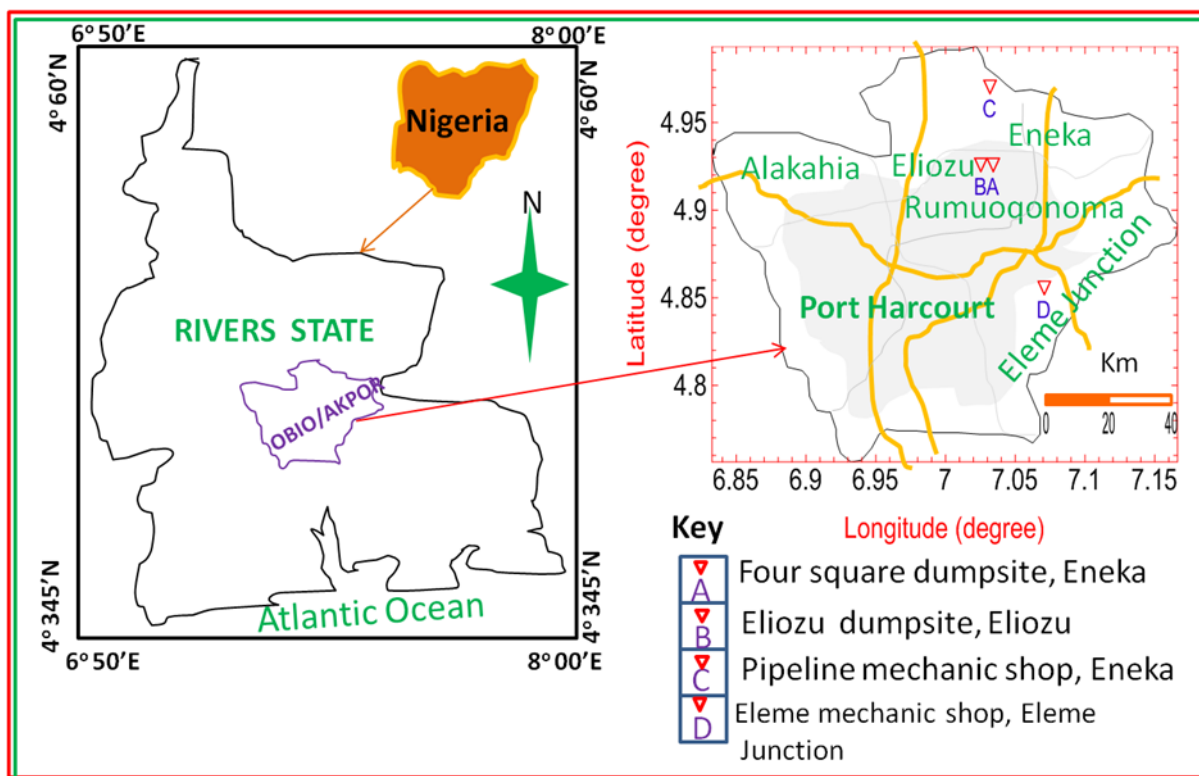 6° 50'E
8° 00'E
4° 60'N
4° 60'N
Nigeria
N
RIVERS STATE
OBIO/AKPOR
Atlantic Ocean
4° 345'N
4° 345'N
6° 50'E
8° 00'E
Latitude (degree)
4.95
4.9
4.85
4.8
C
Eneka
Alakahia
Eliozu
BA
Rumuoqonoma
Port Harcourt
D
Eleme Junction
Km
0 20 40
6.85 6.9 6.95 7 7.05 7.1 7.15
Longitude (degree)
Key
A Four square dumpsite, Eneka
B Eliozu dumpsite, Eliozu
C Pipeline mechanic shop, Eneka
D Eleme mechanic shop, Eleme
Junction